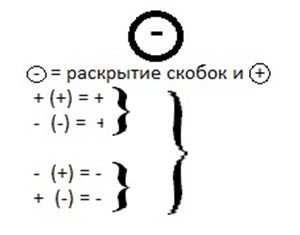 ⊖
⊖ = раскрытие скобок и ⊕
+ (+) = +
- (-) = +
- (+) = -
+ (-) = -